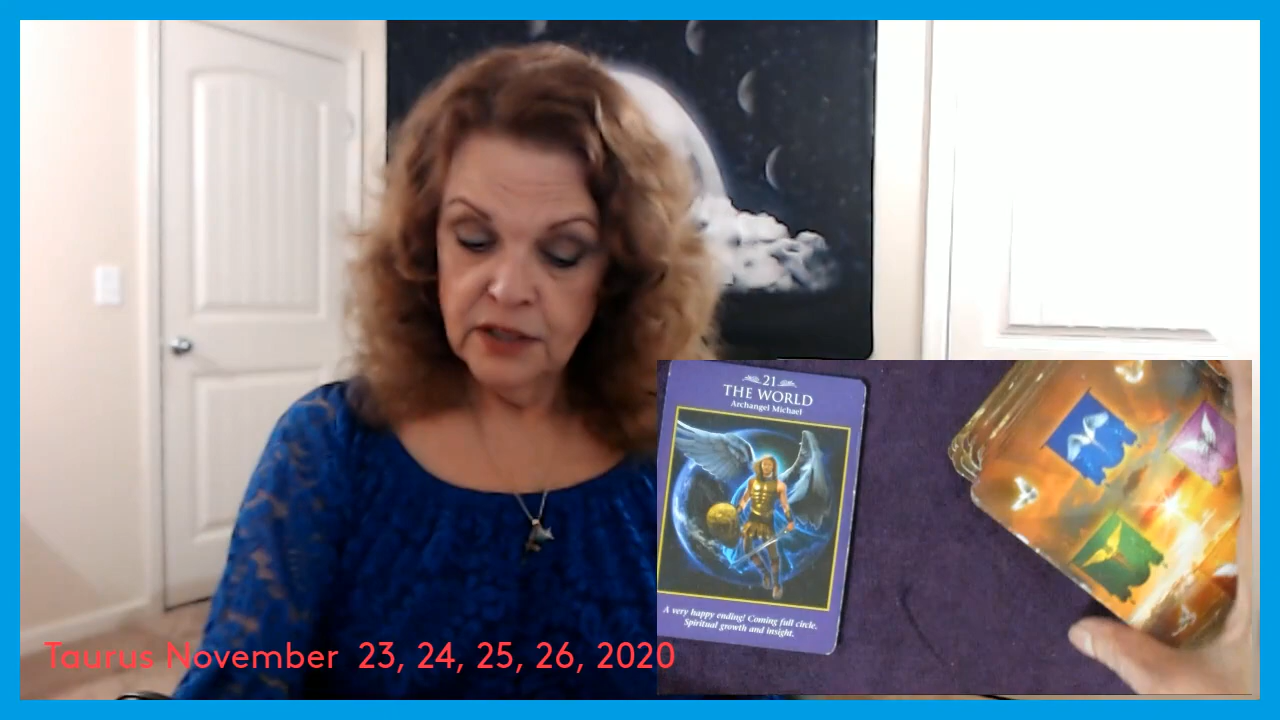 21
THE WORLD
Archangel Michael
A very happy ending! Coming full circle.
Spiritual growth and insight.
Taurus November 23, 24, 25, 26, 2020